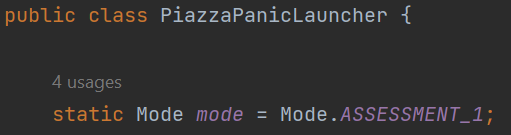 public class PiazzaPanicLauncher {
4 usages
static Mode mode = Mode.ASSESSMENT_1;